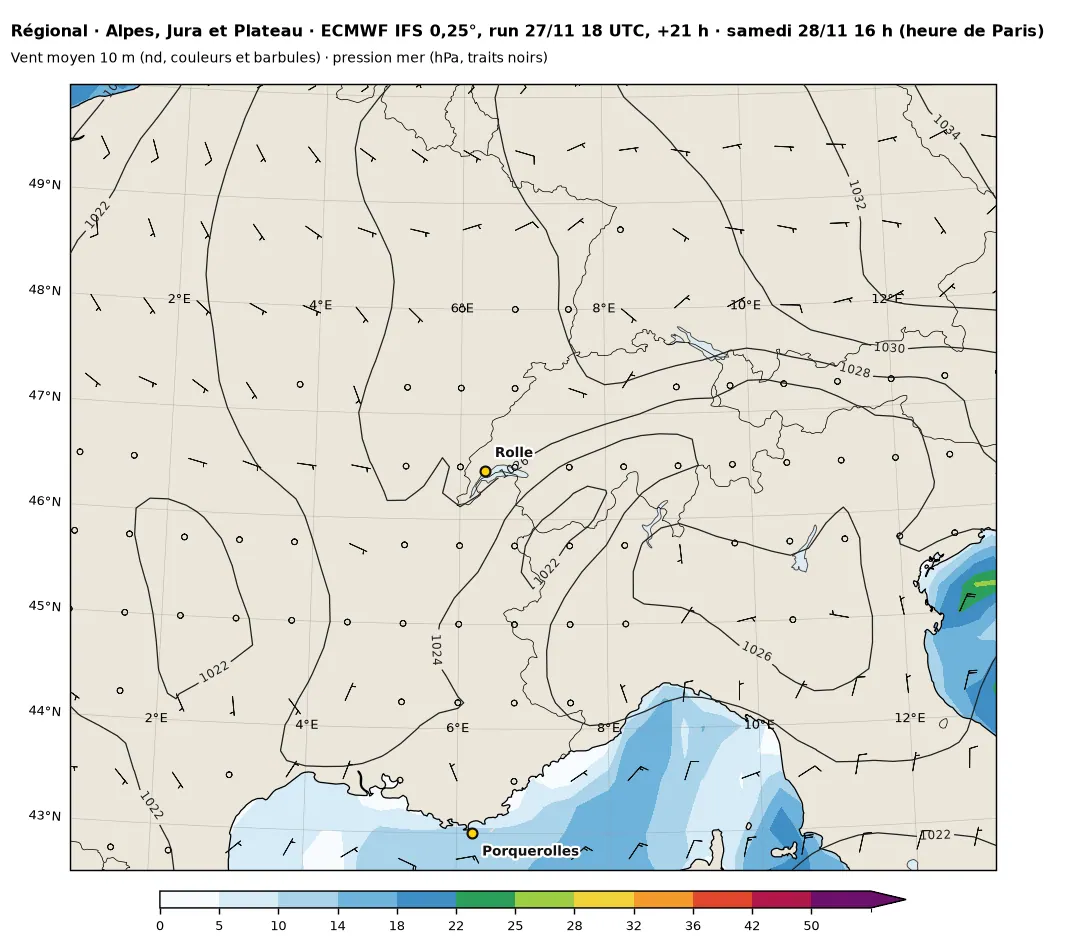 Régional · Alpes, Jura et Plateau · ECMWF IFS 0,25°, run 27/11 18 UTC, +21 h · samedi 28/11 16 h (heure de Paris)
Vent moyen 10 m (nd, couleurs et barbules) · pression mer (hPa, traits noirs)
1034
49°N
1032
1022
48°N
2°E
4°E
6°E
8°E
10°E
12°E
1030
1028
47°N
Rolle
46°N
1022
45°N
1024
1026
1022
44°N
2°E
4°E
6°E
8°E
10°E
12°E
1022
43°N
1022
Porquerolles
0 5 10 14 18 22 25 28 32 36 42 50